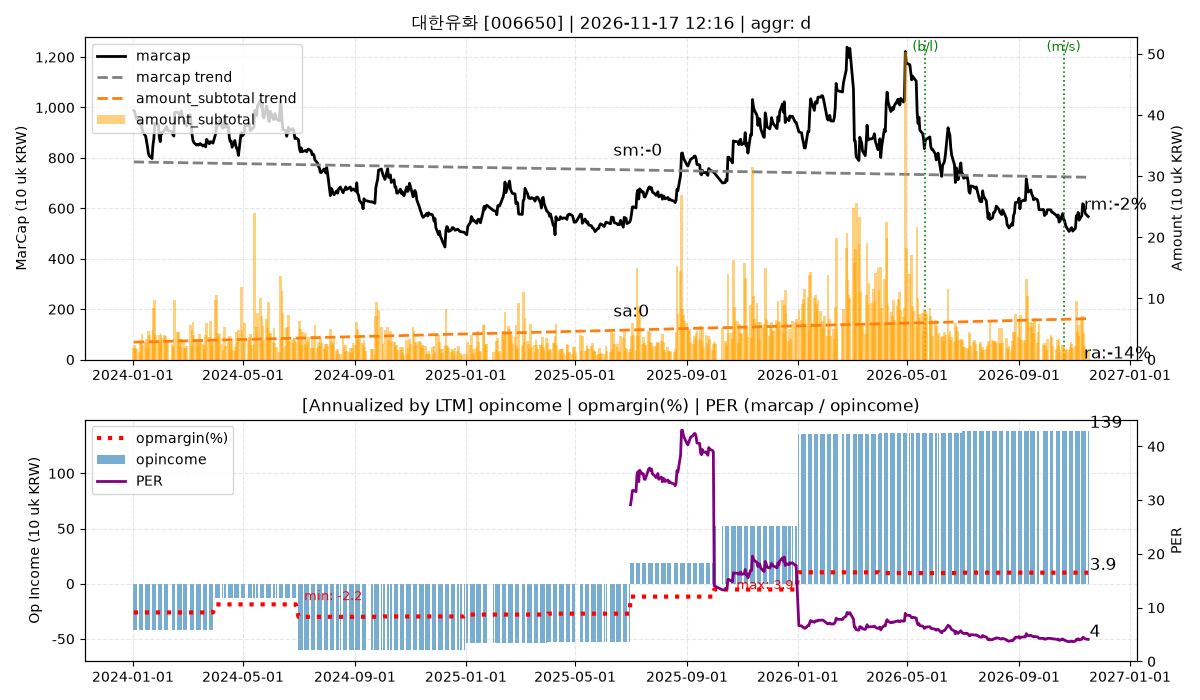 대한유화 [006650] | 2026-11-17 12:16 | aggr: d
marcap
marcap trend
amount_subtotal trend
amount_subtotal
(b/l)
(m/s)
sm:-0
sa:0
rm:-2%
ra:-14%
MarCap (10 uk KRW)
1,200
1,000
800
600
400
200
0
Amount (10 uk KRW)
50
40
30
20
10
0
2024-01-01 2024-05-01 2024-09-01 2025-01-01 2025-05-01 2025-09-01 2026-01-01 2026-05-01 2026-09-01 2027-01-01
[Annualized by LTM] opincome | opmargin(%) | PER (marcap / opincome)
opmargin(%)
opincome
PER
min: -2.2
max: 3.9
139
3.9
4
Op Income (10 uk KRW)
100
50
0
-50
PER
40
30
20
10
0
2024-01-01 2024-05-01 2024-09-01 2025-01-01 2025-05-01 2025-09-01 2026-01-01 2026-05-01 2026-09-01 2027-01-01